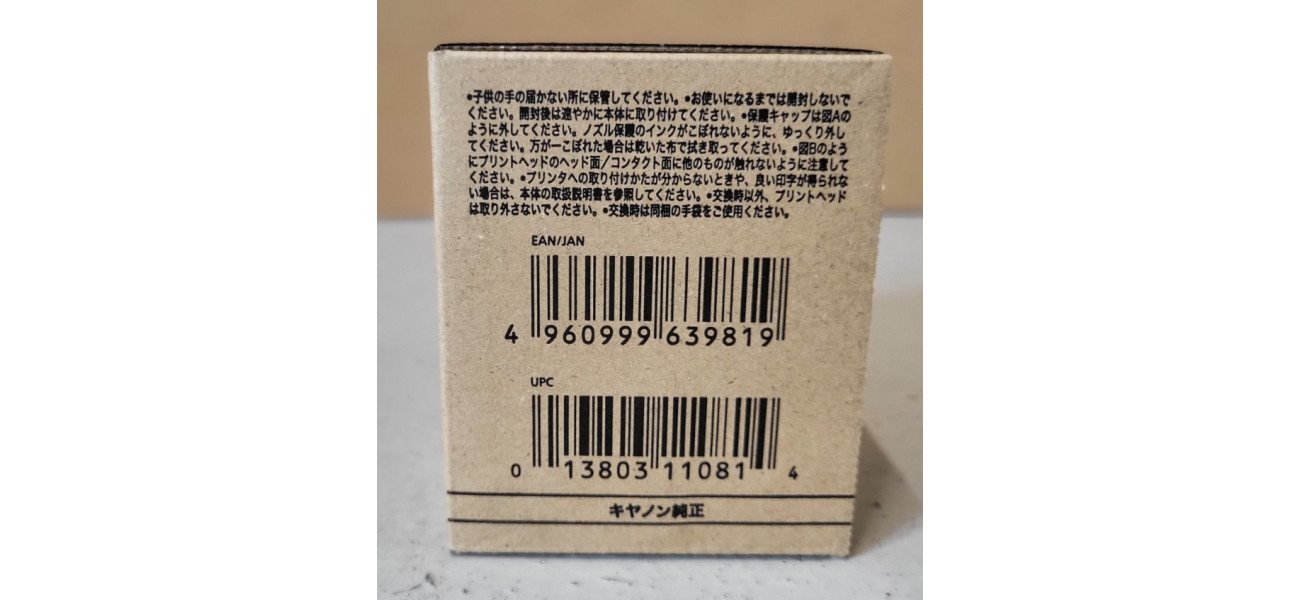 •子供の手の届かない所に保管してください。•お使いになるまでは開封しないで
ください。開封後は速やかに本体に取り付けてください。•保護キャップは図Aの
ように外してください。ノズル保護のインクがこぼれないように、ゆっくり外し
てください。万が一こぼれた場合は乾いた布で拭き取ってください。•図Bのよう
にプリントヘッドのヘッド面/コンタクト面に他のものが触れないように注意して
ください。•プリンタへの取り付けかたが分からないときや、良い印字が得られな
い場合は、本体の取扱説明書を参照してください。•交換時以外、プリントヘッド
は取り外さないでください。•交換時は同梱の手袋をご使用ください。
EAN/JAN
4 960999 639819
UPC
0 13803 11081 4
キヤノン純正